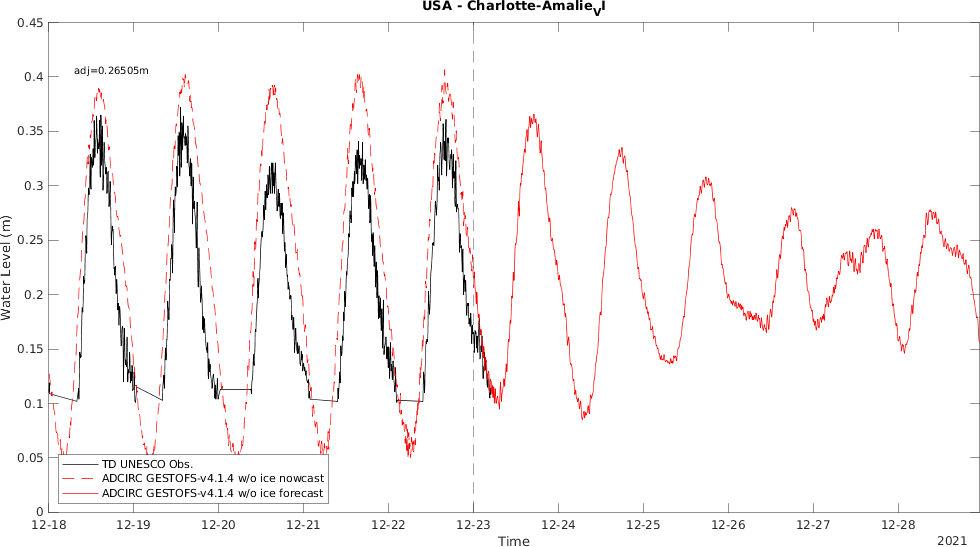 USA - Charlotte-Amalie_VI
0.45
0.4
0.35
0.3
0.25
0.2
0.15
0.1
0.05
0
Water Level (m)
adj=0.26505m
TD UNESCO Obs.
ADCIRC GESTOFS-v4.1.4 w/o ice nowcast
ADCIRC GESTOFS-v4.1.4 w/o ice forecast
12-18 12-19 12-20 12-21 12-22 12-23 12-24 12-25 12-26 12-27 12-28
Time
2021